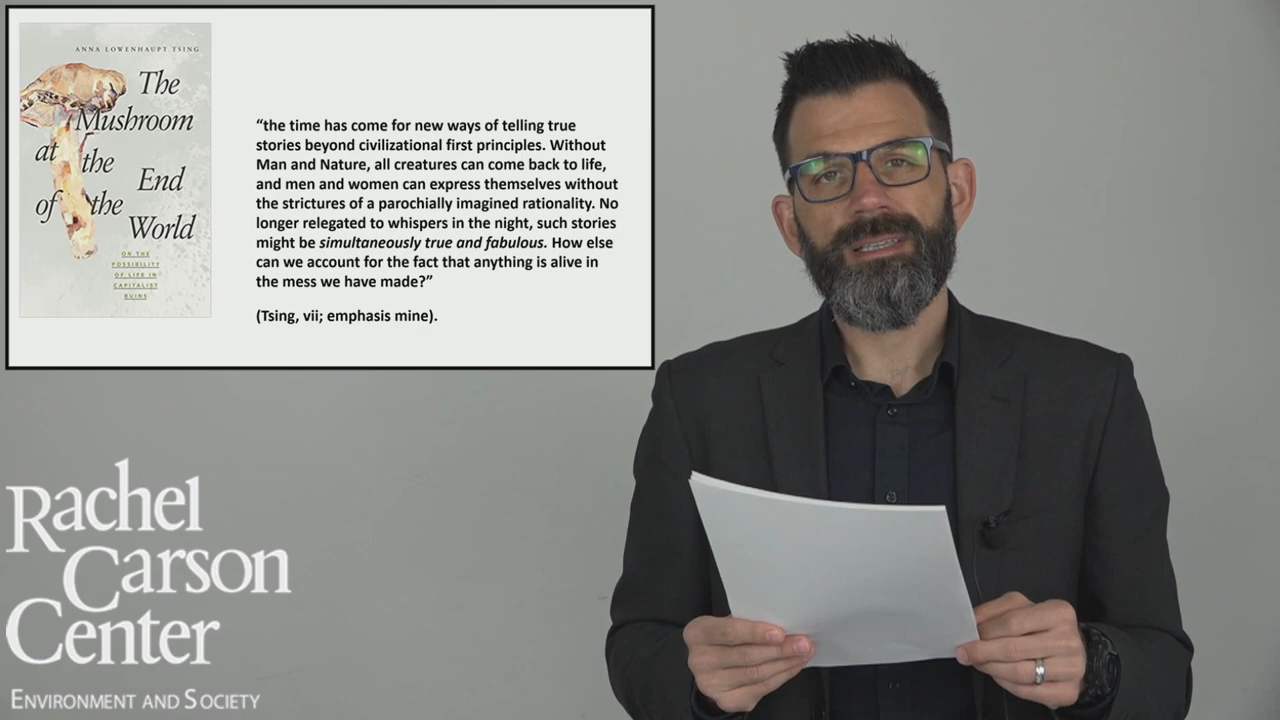 ANNA LOWENHAUPT TSING
The
Mushroom
at the
End
of the
World
ON THE
POSSIBILITY
OF LIFE IN
CAPITALIST
RUINS
“the time has come for new ways of telling true
stories beyond civilizational first principles. Without
Man and Nature, all creatures can come back to life,
and men and women can express themselves without
the strictures of a parochially imagined rationality. No
longer relegated to whispers in the night, such stories
might be simultaneously true and fabulous. How else
can we account for the fact that anything is alive in
the mess we have made?”
(Tsing, vii; emphasis mine).
Rachel
Carson
Center
ENVIRONMENT AND SOCIETY